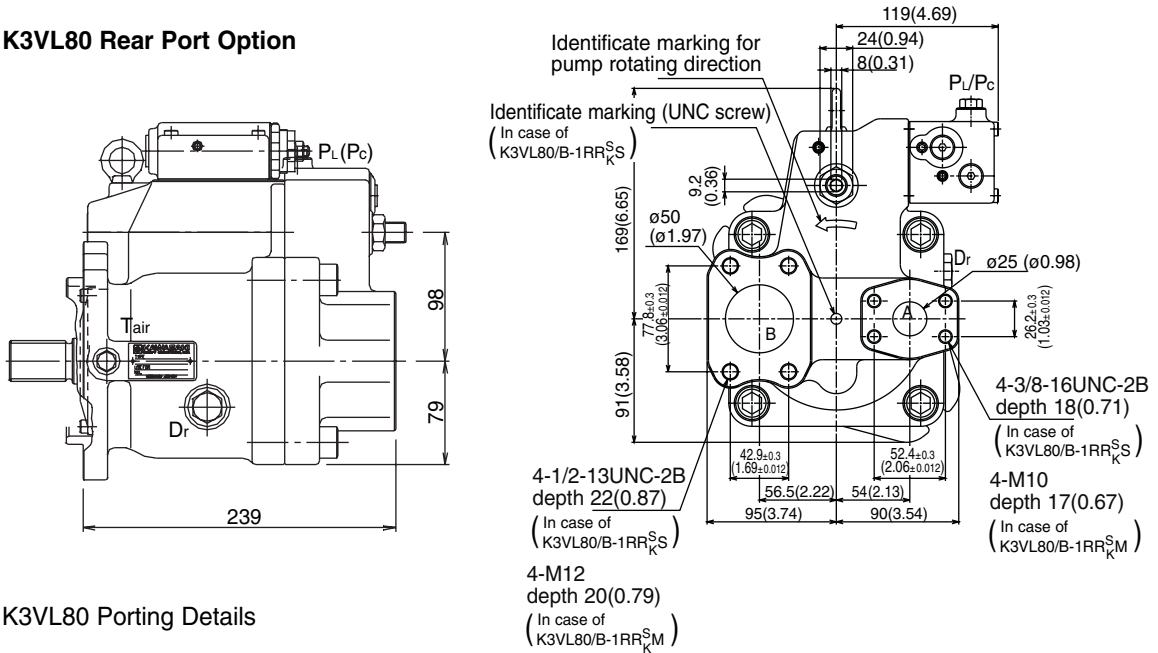 K3VL80 Rear Port Option
PL(PC)
Tair
KAWASAKI
Dr
98
79
239
119(4.69)
24(0.94)
8(0.31)
Identificate marking for
pump rotating direction
PL/PC
Identificate marking (UNC screw)
(In case of
K3VL80/B-1RRSKS)
9.2
(0.36)
169(6.65)
ø50
(ø1.97)
Dr
ø25 (ø0.98)
77.8±0.3
(3.06±0.012)
A
B
26.2±0.3
(1.03±0.012)
91(3.58)
4-3/8-16UNC-2B
depth 18(0.71)
(In case of
K3VL80/B-1RRSKS)
42.9±0.3
(1.69±0.012)
52.4±0.3
(2.06±0.012)
4-1/2-13UNC-2B
depth 22(0.87)
(In case of
K3VL80/B-1RRSKS)
56.5(2.22)
54(2.13)
95(3.74)
90(3.54)
4-M10
depth 17(0.67)
(In case of
K3VL80/B-1RRSKM)
4-M12
depth 20(0.79)
(In case of
K3VL80/B-1RRSKM)
K3VL80 Porting Details